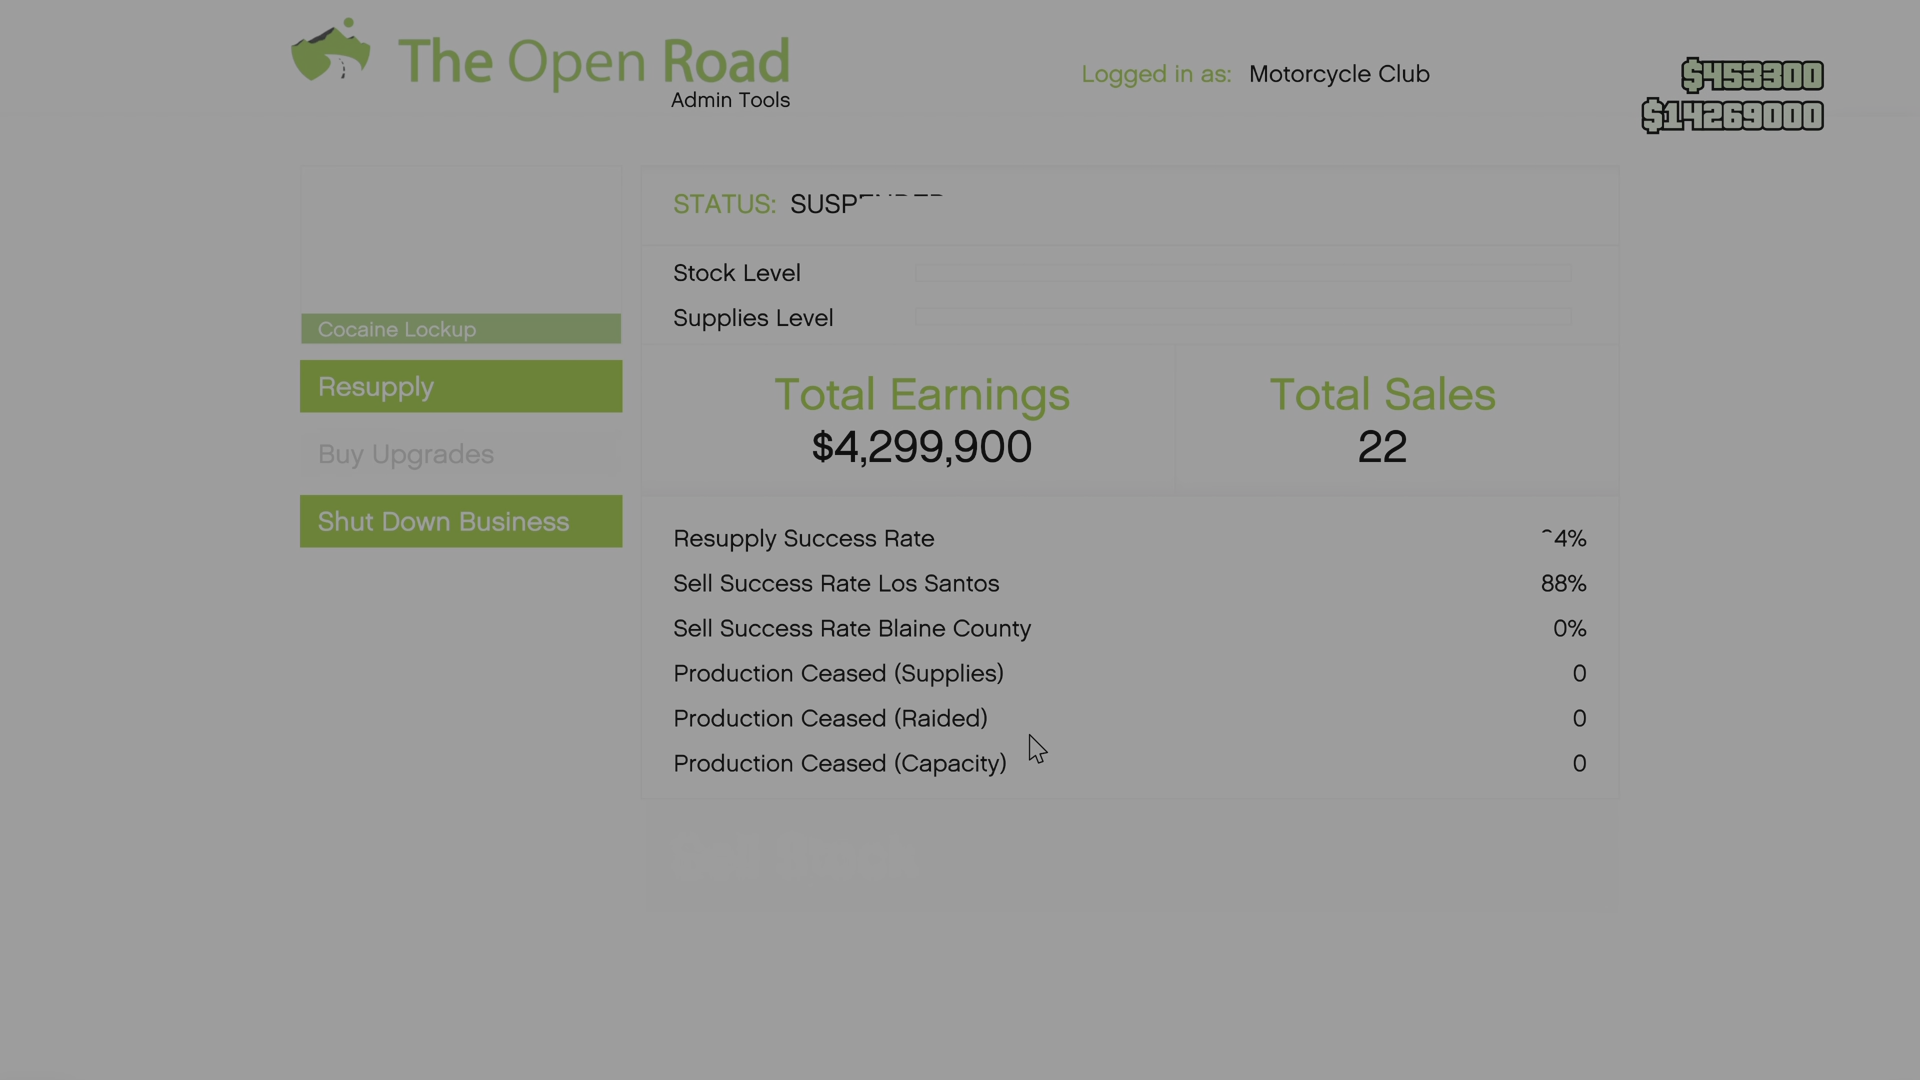 The Open Road
Admin Tools
Logged in as: Motorcycle Club
$453300
$14269000
Cocaine Lockup
Resupply
Buy Upgrades
Shut Down Business
STATUS:
Stock Level
Supplies Level
Total Earnings
$4,299,900
Total Sales
22
Resupply Success Rate
Sell Success Rate Los Santos 88%
Sell Success Rate Blaine County 0%
Production Ceased (Supplies) 0
Production Ceased (Raided) 0
Production Ceased (Capacity) 0